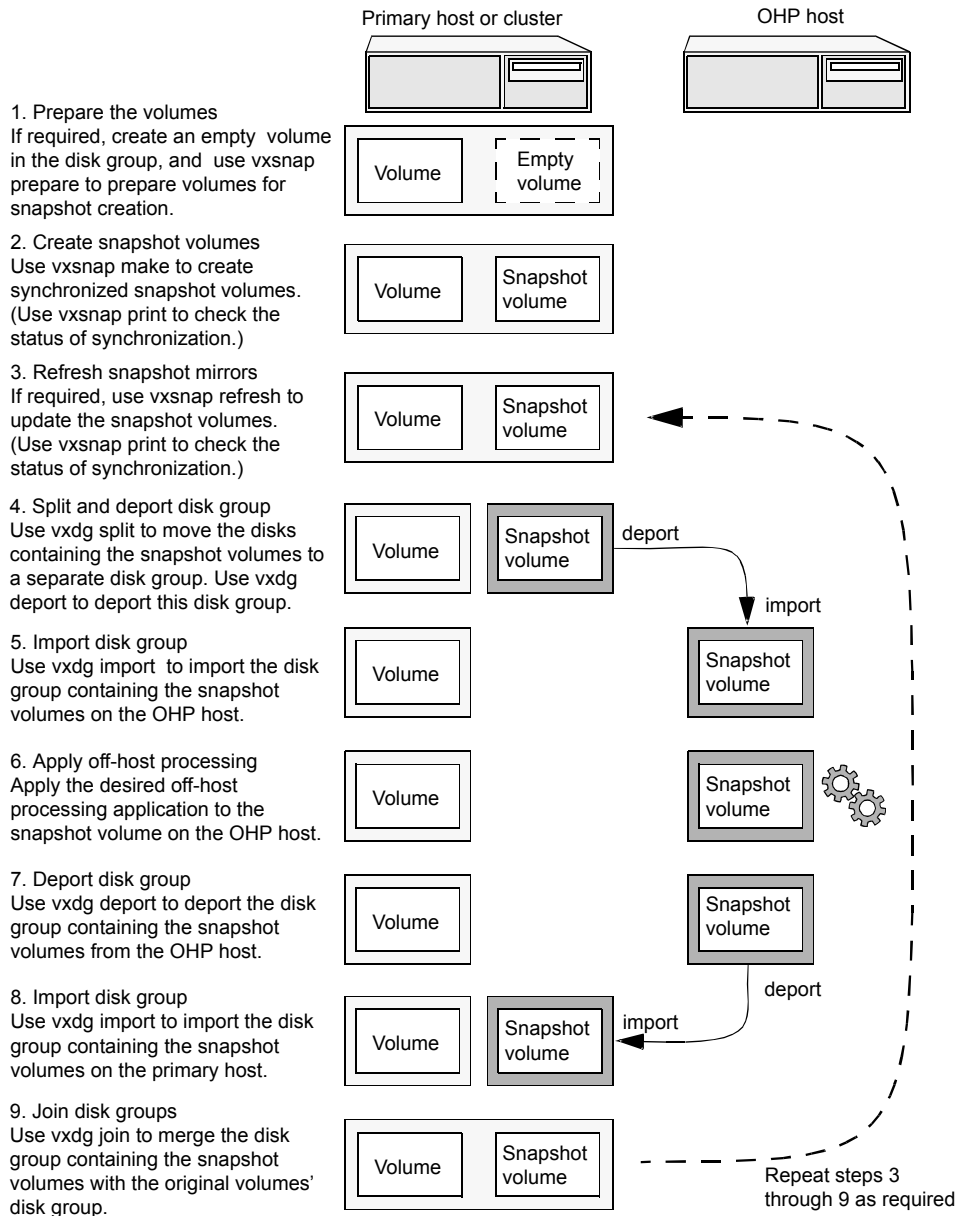 Primary host or cluster
OHP host
1. Prepare the volumes
If required, create an empty volume
in the disk group, and use vxsnap
prepare to prepare volumes for
snapshot creation.
Volume
Empty
volume
2. Create snapshot volumes
Use vxsnap make to create
synchronized snapshot volumes.
(Use vxsnap print to check the
status of synchronization.)
Volume
Snapshot
volume
3. Refresh snapshot mirrors
If required, use vxsnap refresh to
update the snapshot volumes.
(Use vxsnap print to check the
status of synchronization.)
Volume
Snapshot
volume
4. Split and deport disk group
Use vxdg split to move the disks
containing the snapshot volumes to
a separate disk group. Use vxdg
deport to deport this disk group.
Volume
Snapshot
volume
deport
import
5. Import disk group
Use vxdg import to import the disk
group containing the snapshot
volumes on the OHP host.
Volume
Snapshot
volume
6. Apply off-host processing
Apply the desired off-host
processing application to the
snapshot volume on the OHP host.
Volume
Snapshot
volume
7. Deport disk group
Use vxdg deport to deport the disk
group containing the snapshot
volumes from the OHP host.
Volume
Snapshot
volume
deport
8. Import disk group
Use vxdg import to import the disk
group containing the snapshot
volumes on the primary host.
Volume
Snapshot
volume
import
9. Join disk groups
Use vxdg join to merge the disk
group containing the snapshot
volumes with the original volumes’
disk group.
Volume
Snapshot
volume
Repeat steps 3
through 9 as required